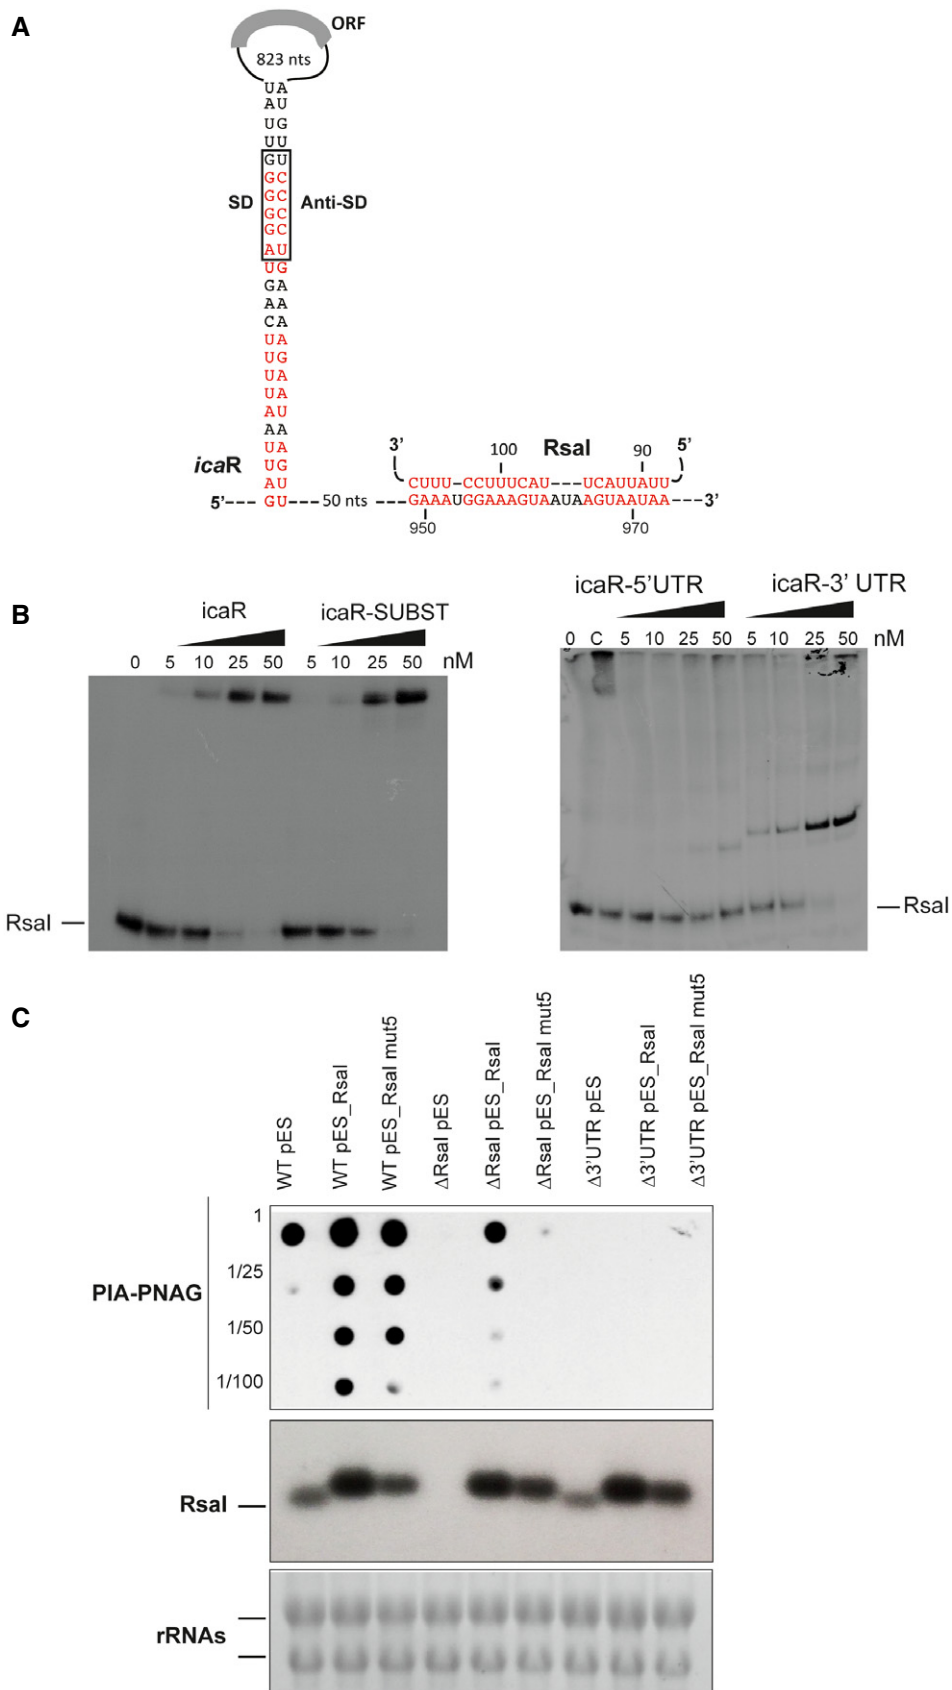 A
ORF
823 nts
UA
AU
UG
UU
GU
GC
GC
SD GC Anti-SD
GC
AU
UG
GA
AA
CA
UA
UG
UA
UA
AU
AA
UA
UG
AG
icaR
5' GU 50 nts
3' 100 RsaI 90 5'
CUUU-CCUUUCAU---UCAUUAUU
GAAAUGGAAAGUAAUAAGUAAUAA 3'
950 970
B
icaR icaR-SUBST
0 5 10 25 50 5 10 25 50 nM
RsaI
icaR-5'UTR icaR-3' UTR
0 C 5 10 25 50 5 10 25 50 nM
RsaI
C
WT pES
WT pES_RsaI
WT pES_RsaI mut5
ΔRsaI pES
ΔRsaI pES_RsaI
ΔRsaI pES_RsaI mut5
Δ3'UTR pES
Δ3'UTR pES_RsaI
Δ3'UTR pES_RsaI mut5
PIA-PNAG
1
1/25
1/50
1/100
RsaI
rRNAs